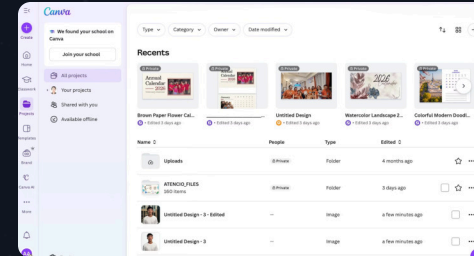 Canva
Create
Home
Projects
Templates
Brand
Canva AI
More
We found your school on
Canva
Join your school
All projects
Your projects
Shared with you
Available offline
Type
Category
Owner
Date modified
Recents
Private
Private
Private
Private
Private
Annual
Calendar
Calendar
2026
Brown Paper Flower Cal...
Edited 3 days ago
Edited 3 days ago
Untitled Design
Edited 3 days ago
Watercolor Landscape 2...
Edited 3 days ago
Colorful Modern Doodl...
Edited 3 days ago
Name
People
Type
Edited
Uploads
Private
Folder
4 months ago
ATENCIO_FILES
260 items
Private
Folder
3 days ago
Untitled Design - 3 - Edited
—
Image
a few minutes ago
Untitled Design - 3
—
Image
a few minutes ago